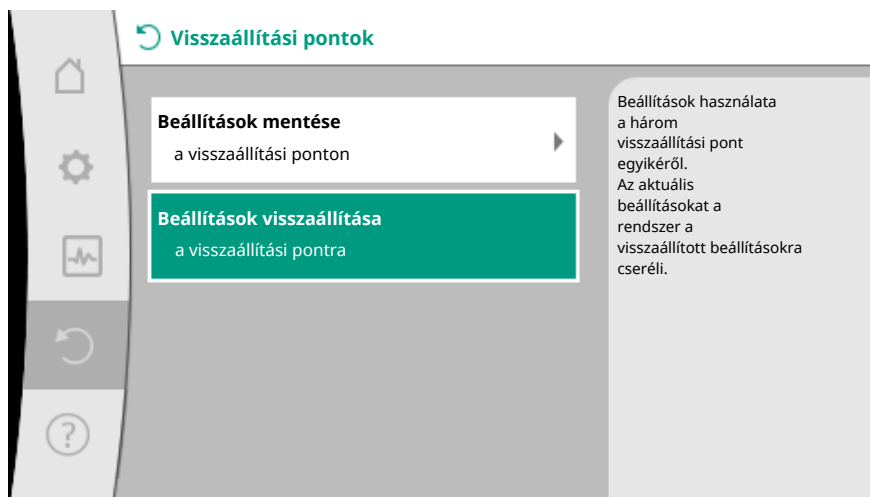 Visszaállítási pontok
Beállítások mentése
a visszaállítási ponton
Beállítások visszaállítása
a visszaállítási pontra
Beállítások használata
a három
visszaállítási pont
egyikéről.
Az aktuális
beállításokat a
rendszer a
visszaállított beállításokra
cseréli.
?